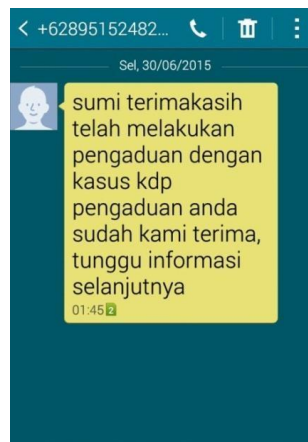 < +62895152482...
Sel, 30/06/2015
sumi terimakasih
telah melakukan
pengaduan dengan
kasus kdp
pengaduan anda
sudah kami terima,
tunggu informasi
selanjutnya
01:45 2